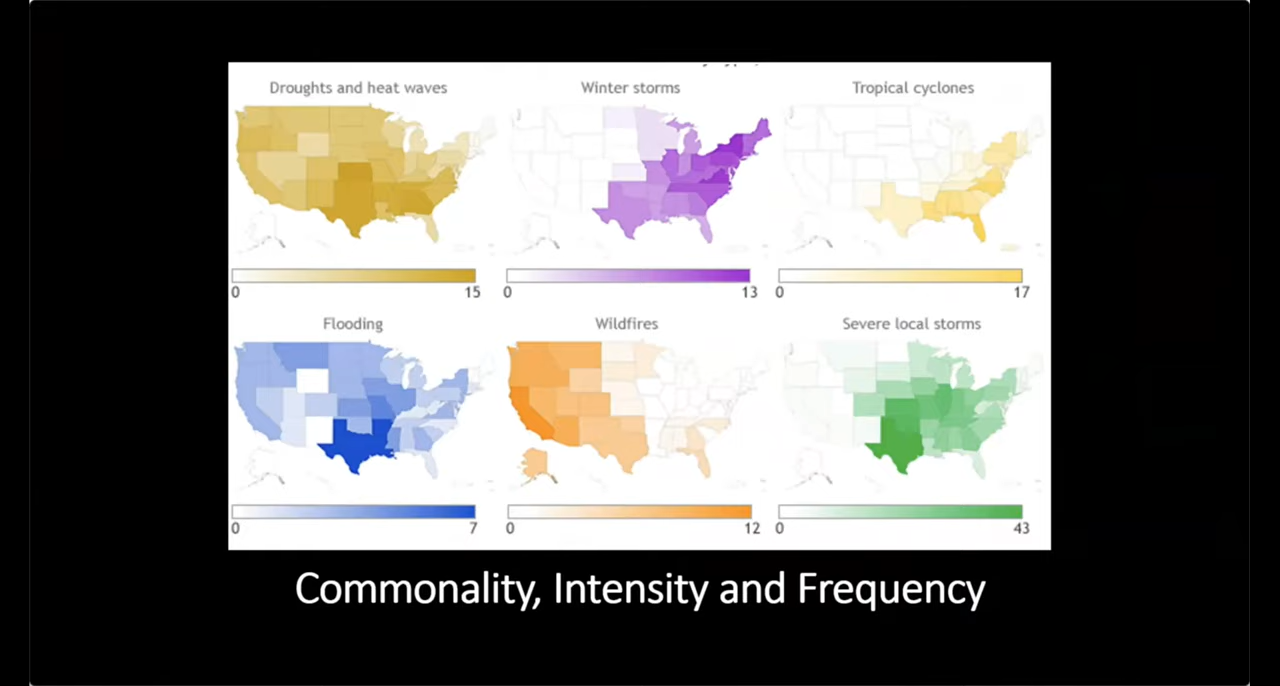 Droughts and heat waves
Winter storms
Tropical cyclones
0 15
0 13
0 17
Flooding
Wildfires
Severe local storms
0 7
0 12
0 43
Commonality, Intensity and Frequency